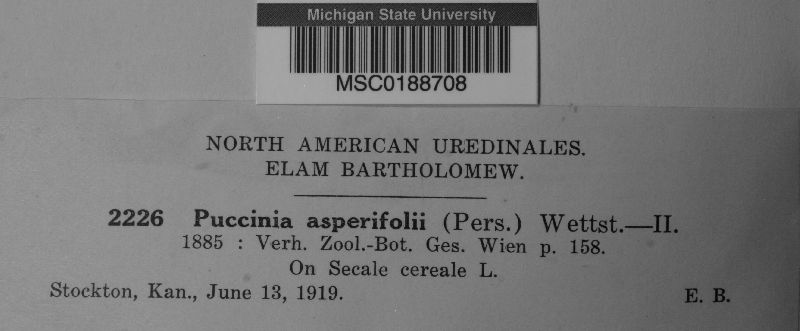 Michigan State University
MSC0188708
NORTH AMERICAN UREDINALES.
ELAM BARTHOLOMEW.
2226 Puccinia asperifolii (Pers.) Wettst.—II.
1885 : Verh. Zool.-Bot. Ges. Wien p. 158.
On Secale cereale L.
Stockton, Kan., June 13, 1919. E. B.